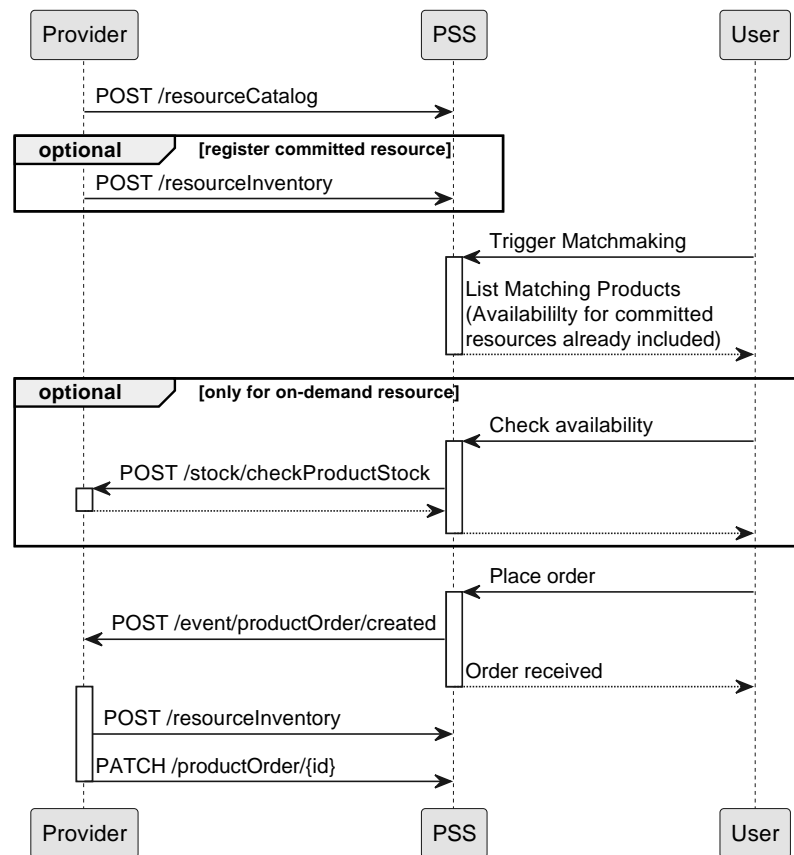 Provider
PSS
User
POST /resourceCatalog
optional
[register committed resource]
POST /resourceInventory
Trigger Matchmaking
List Matching Products
(Availabililty for committed
resources already included)
optional
[only for on-demand resource]
Check availability
POST /stock/checkProductStock
Place order
POST /event/productOrder/created
Order received
POST /resourceInventory
PATCH /productOrder/{id}
Provider
PSS
User